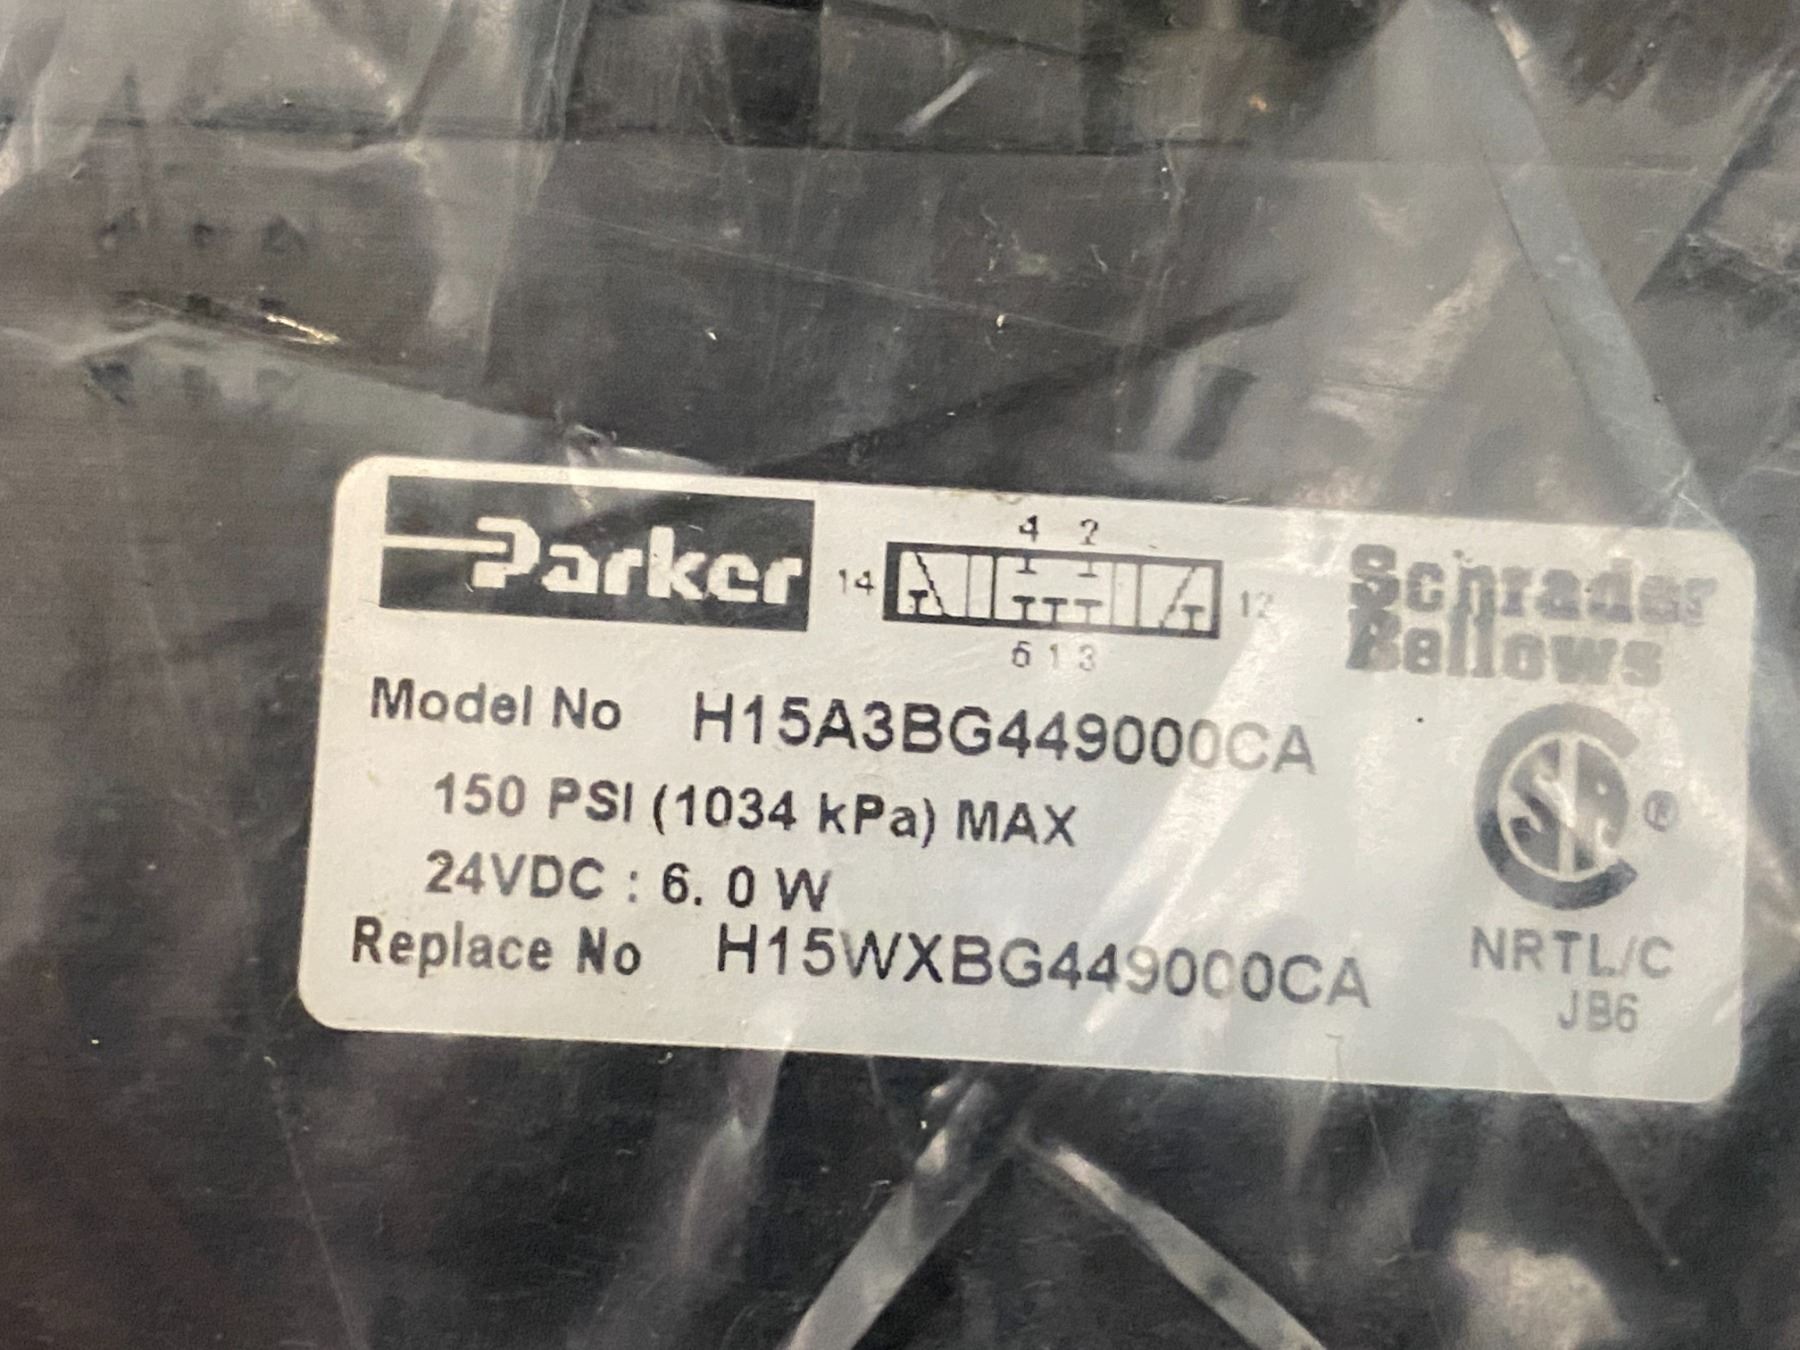 Parker
4 2
14
12
5 1 3
Schrader
Bellows
Model No H15A3BG449000CA
150 PSI (1034 kPa) MAX
24VDC : 6. 0 W
Replace No H15WXBG449000CA
®
NRTL/C
JB6